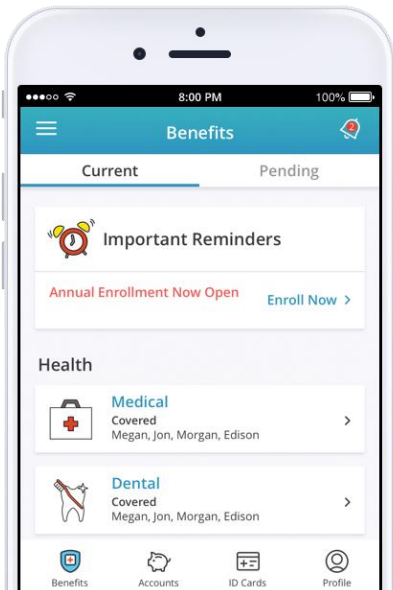 8:00 PM 100%
Benefits 2
Current Pending
Important Reminders
Annual Enrollment Now Open Enroll Now >
Health
Medical
Covered
Megan, Jon, Morgan, Edison
Dental
Covered
Megan, Jon, Morgan, Edison
Benefits Accounts ID Cards Profile